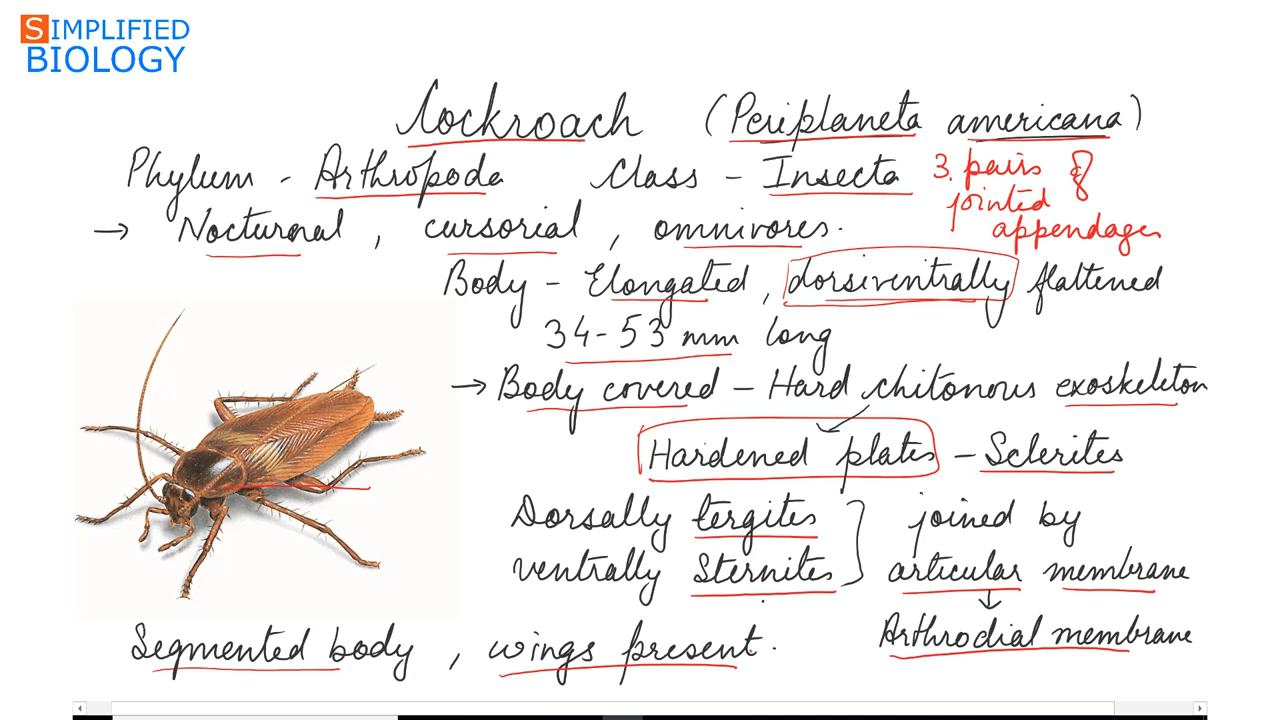 SIMPLIFIED
BIOLOGY
Cockroach (Periplaneta americana)
Phylum - Arthropoda Class - Insecta 3. pairs of
jointed
appendages
→ Nocturnal, cursorial, omnivores.
Body - Elongated, dorsiventrally flattened
34-53 mm long
→ Body covered - Hard chitonous exoskeleton
Hardened plates - Sclerites
Dorsally tergites } joined by
ventrally Sternites } articular membrane
↓
Arthrodial membrane
Segmented body, wings present.